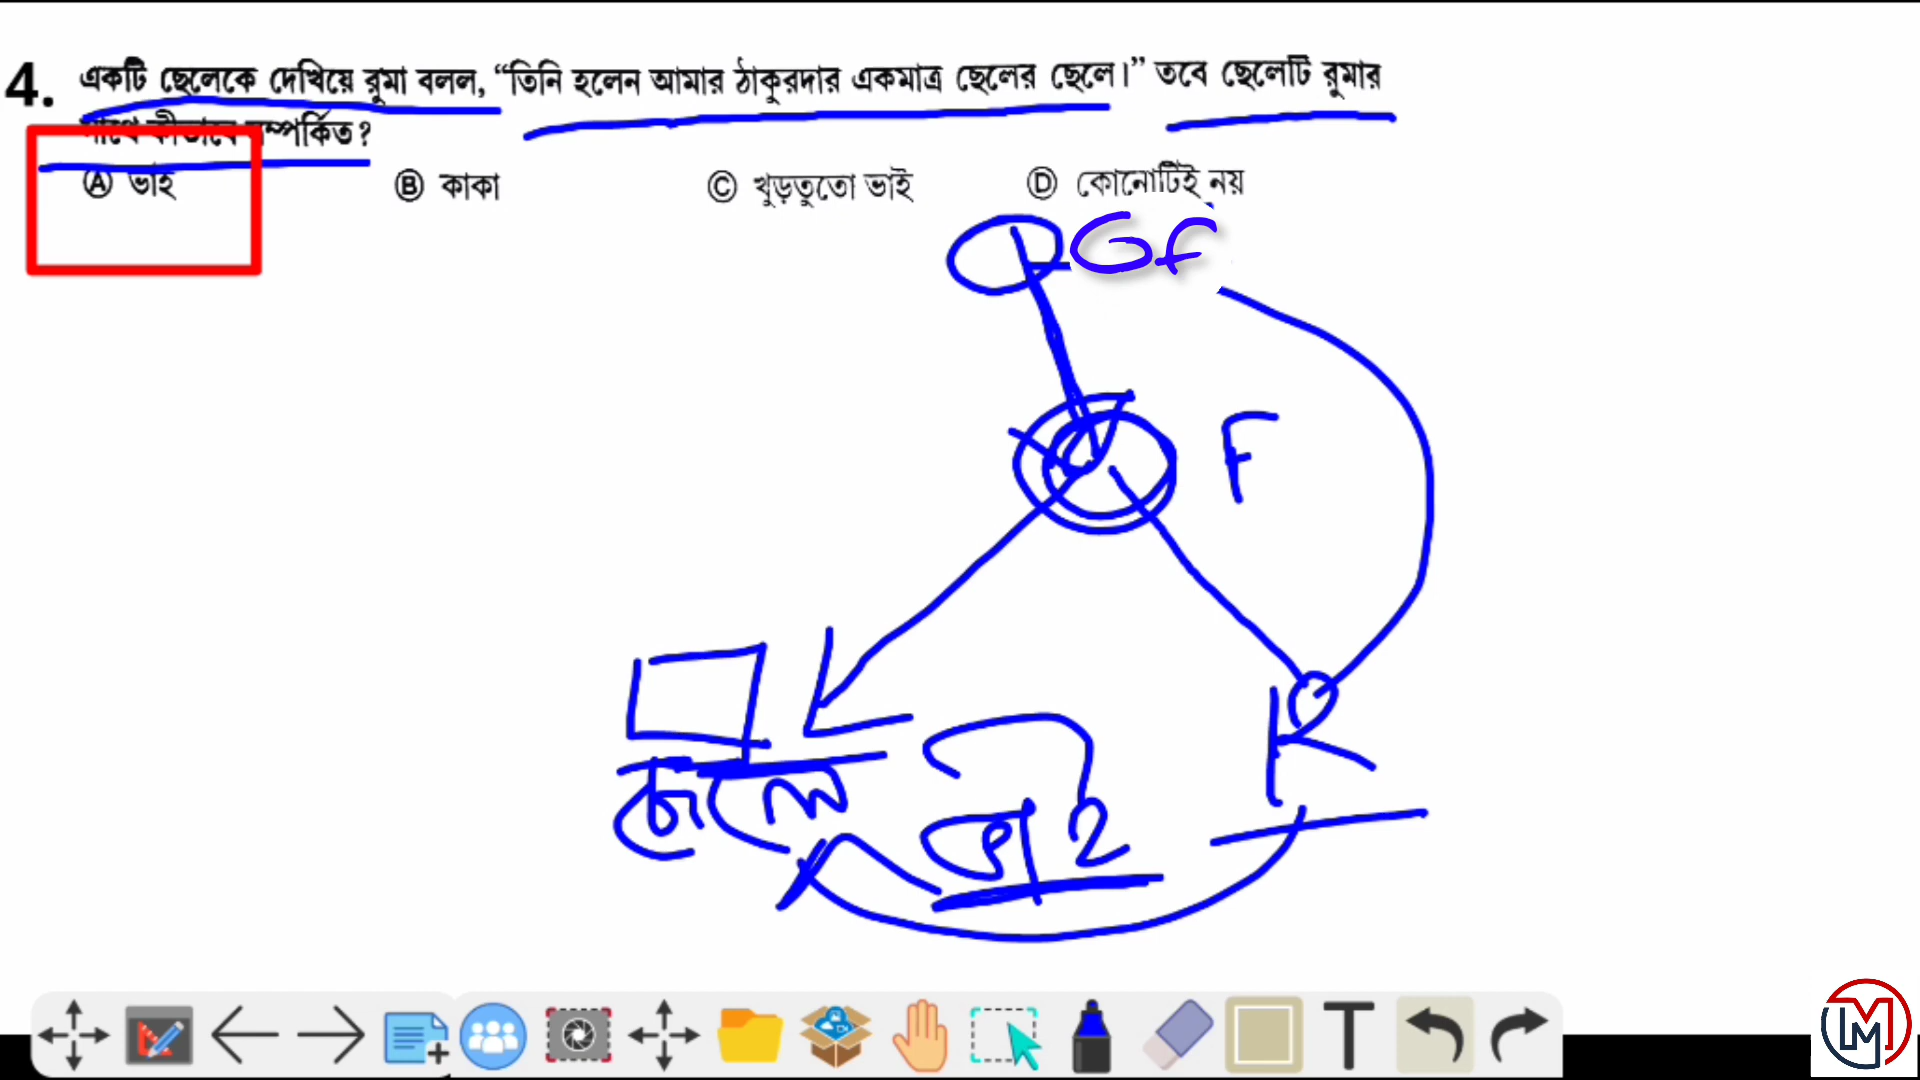 4. একটি ছেলেকে দেখিয়ে রুমা বলল, “তিনি হলেন আমার ঠাকুরদার একমাত্র ছেলের ছেলে।” তবে ছেলেটি রুমার
সাথে কীভাবে সম্পর্কিত?
Ⓐ ভাই Ⓑ কাকা Ⓒ খুড়তুতো ভাই Ⓓ কোনোটিই নয়
Gf
F
R
ছেলে
T
M